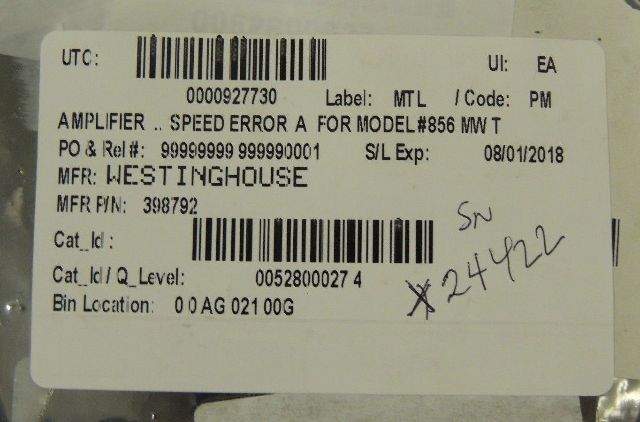 UTC: UI: EA
0000927730 Label: MTL / Code: PM
AMPLIFIER .. SPEED ERROR A FOR MODEL#856 MW T
PO & Rel #: 99999999 999990001 S/L Exp: 08/01/2018
MFR: WESTINGHOUSE
MFR P/N: 398792
SN
Cat_Id :
24422
Cat_Id / Q_Level: 0052800027 4
Bin Location: 0 0 AG 021 00G